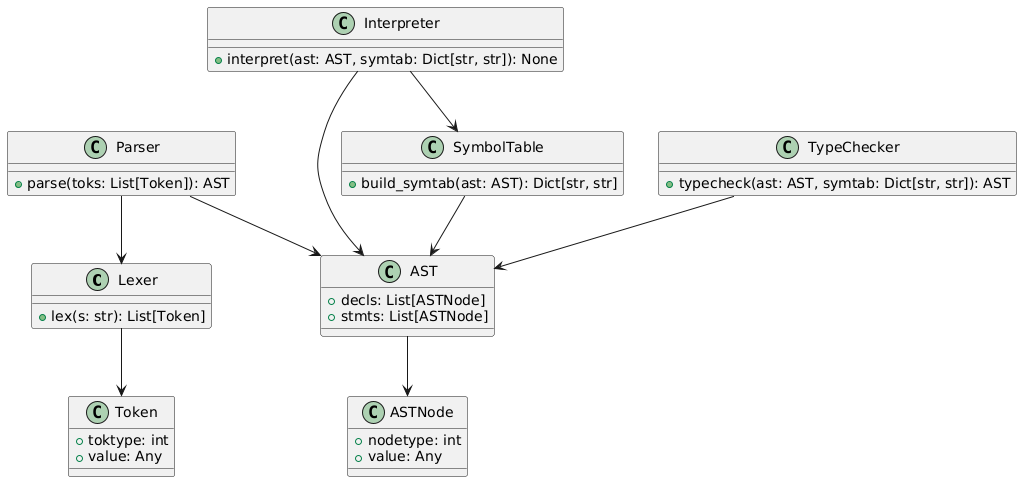 C Interpreter
interpret(ast: AST, symtab: Dict[str, str]): None
C Parser
parse(toks: List[Token]): AST
C SymbolTable
build_symtab(ast: AST): Dict[str, str]
C TypeChecker
typecheck(ast: AST, symtab: Dict[str, str]): AST
C Lexer
lex(s: str): List[Token]
C AST
decls: List[ASTNode]
stmts: List[ASTNode]
C Token
toktype: int
value: Any
C ASTNode
nodetype: int
value: Any